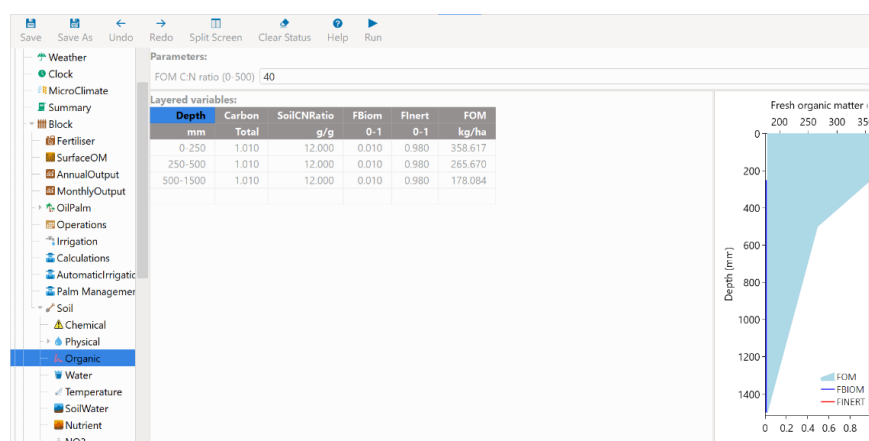 Save Save As Undo Redo Split Screen Clear Status Help Run
Weather
Clock
MicroClimate
Summary
Block
Fertiliser
SurfaceOM
AnnualOutput
MonthlyOutput
OilPalm
Operations
Irrigation
Calculations
AutomaticIrrigatic
Palm Managemer
Soil
Chemical
Physical
Organic
Water
Temperature
SoilWater
Nutrient
NO3
Parameters:
FOM C:N ratio (0-500) 40
Layered variables:
Depth Carbon SoilCNRatio FBiom FInert FOM
mm Total g/g 0-1 0-1 kg/ha
0-250 1.010 12.000 0.010 0.980 358.617
250-500 1.010 12.000 0.010 0.980 265.670
500-1500 1.010 12.000 0.010 0.980 178.084
Fresh organic matter
200 250 300 35
0
200
400
600
800
1000
1200
1400
Depth (mm)
FOM
FBIOM
FINERT
0 0.2 0.4 0.6 0.8